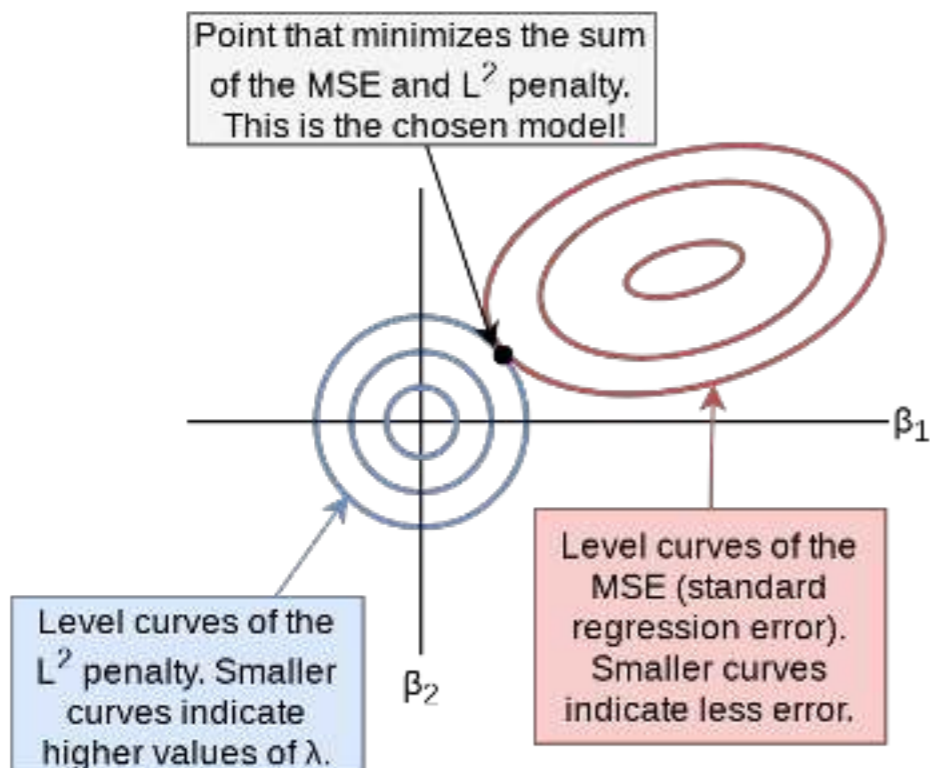 Point that minimizes the sum
of the MSE and L² penalty.
This is the chosen model!
β₁
Level curves of the
MSE (standard
regression error).
Smaller curves
indicate less error.
Level curves of the
L² penalty. Smaller
curves indicate
higher values of λ.
β₂